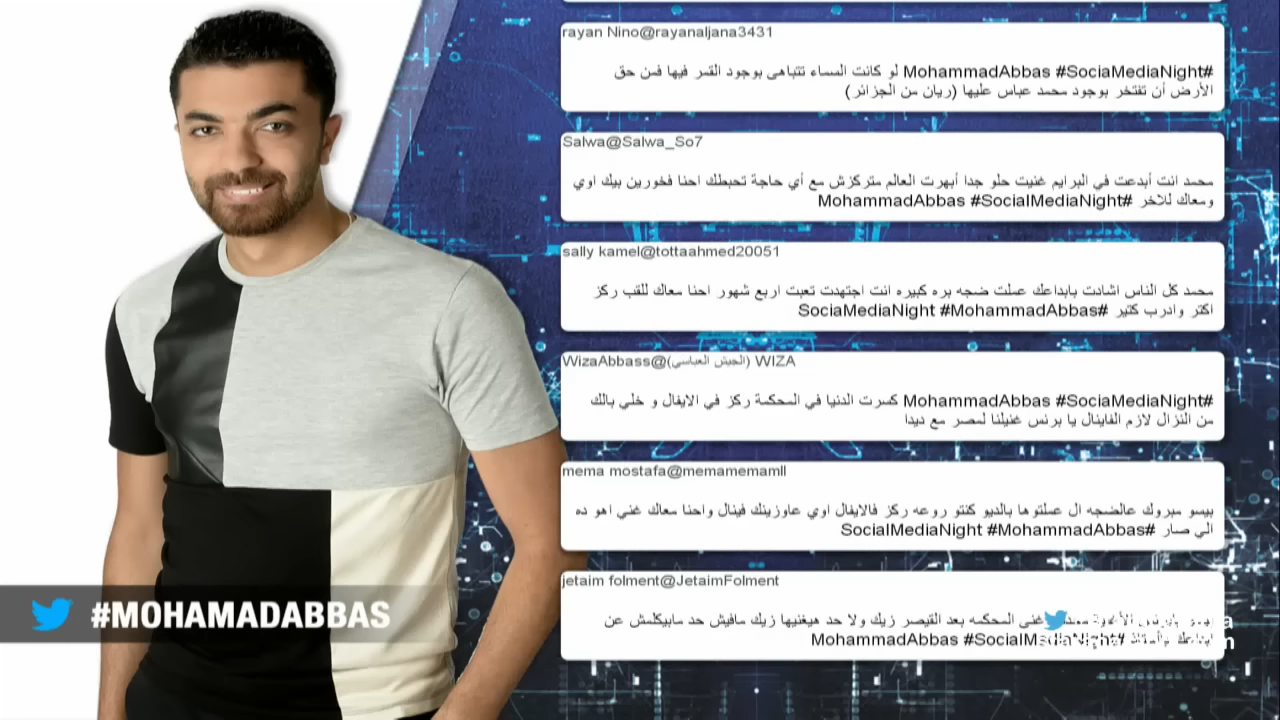 rayan Nino@rayanaljana3431
#MohammadAbbas #SociaMediaNight لو كانت السماء تتباهى بوجود القمر فيها فمن حق
الأرض أن تفتخر بوجود محمد عباس عليها (ريان من الجزائر)
Salwa@Salwa_So7
محمد انت أبدعت في البرايم غنيت حلو جدا أبهرت العالم متركزش مع أي حاجة تحبطك احنا فخورين بيك اوي
ومعاك للاخر #MohammadAbbas #SocialMediaNight
sally kamel@tottaahmed20051
محمد كل الناس اشادت بابداعك عملت ضجه بره كبيره انت اجتهدت تعبت اربع شهور احنا معاك للقب ركز
اكتر وادرب كتير #SociaMediaNight #MohammadAbbas
WizaAbbass@(الجيش العباسي) WIZA
#MohammadAbbas #SociaMediaNight كسرت الدنيا في المحكمة ركز في الايفال و خلي بالك
من النزال لازم الفاينال يا برنس غنيلنا لمصر مع ديدا
mema mostafa@memamemamll
بيسو مبروك عالضجه ال عملتوها بالديو كنتو روعه ركز فالايفال اوي عاوزينك فينال واحنا معاك غني اهو ده
الي صار #SocialMediaNight #MohammadAbbas
jetaim folment@JetaimFolment
غنى المحكمه بعد القيصر زيك ولا حد هيغنيها زيك مافيش حد مابيكلمش عن
#MohammadAbbas #SocialMediaNight
#MOHAMADABBAS